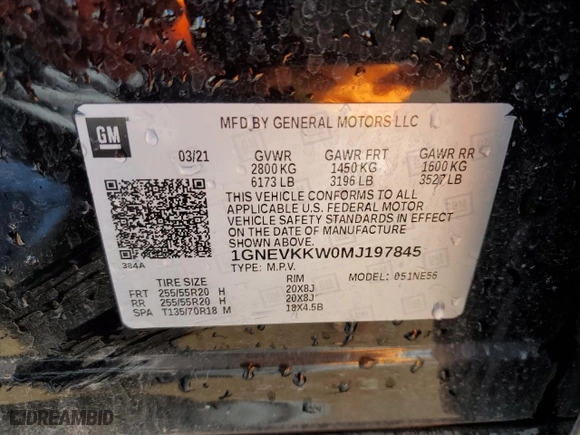 GM
MFD BY GENERAL MOTORS LLC
03/21 GVWR GAWR FRT GAWR RR
2800 KG 1450 KG 1600 KG
6173 LB 3196 LB 3527 LB
THIS VEHICLE CONFORMS TO ALL
APPLICABLE U.S. FEDERAL MOTOR
VEHICLE SAFETY STANDARDS IN EFFECT
ON THE DATE OF MANUFACTURE
SHOWN ABOVE.
384A
1GNEVKKW0MJ197845
TYPE: M.P.V. MODEL: 051NE56
TIRE SIZE RIM
FRT 255/55R20 H 20X8J
RR 255/55R20 H 20X8J
SPA T135/70R18 M 18X4.5B
DREAMBID